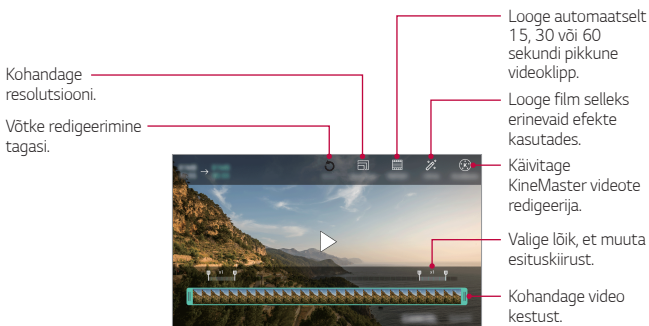 Kohandage
resolutsiooni.
Võtke redigeerimine
tagasi.
Looge automaatselt
15, 30 või 60
sekundi pikkune
videoklipp.
Looge film selleks
erinevaid efekte
kasutades.
Käivitage
KineMaster videote
redigeerija.
Valige lõik, et muuta
esituskiirust.
Kohandage video
kestust.